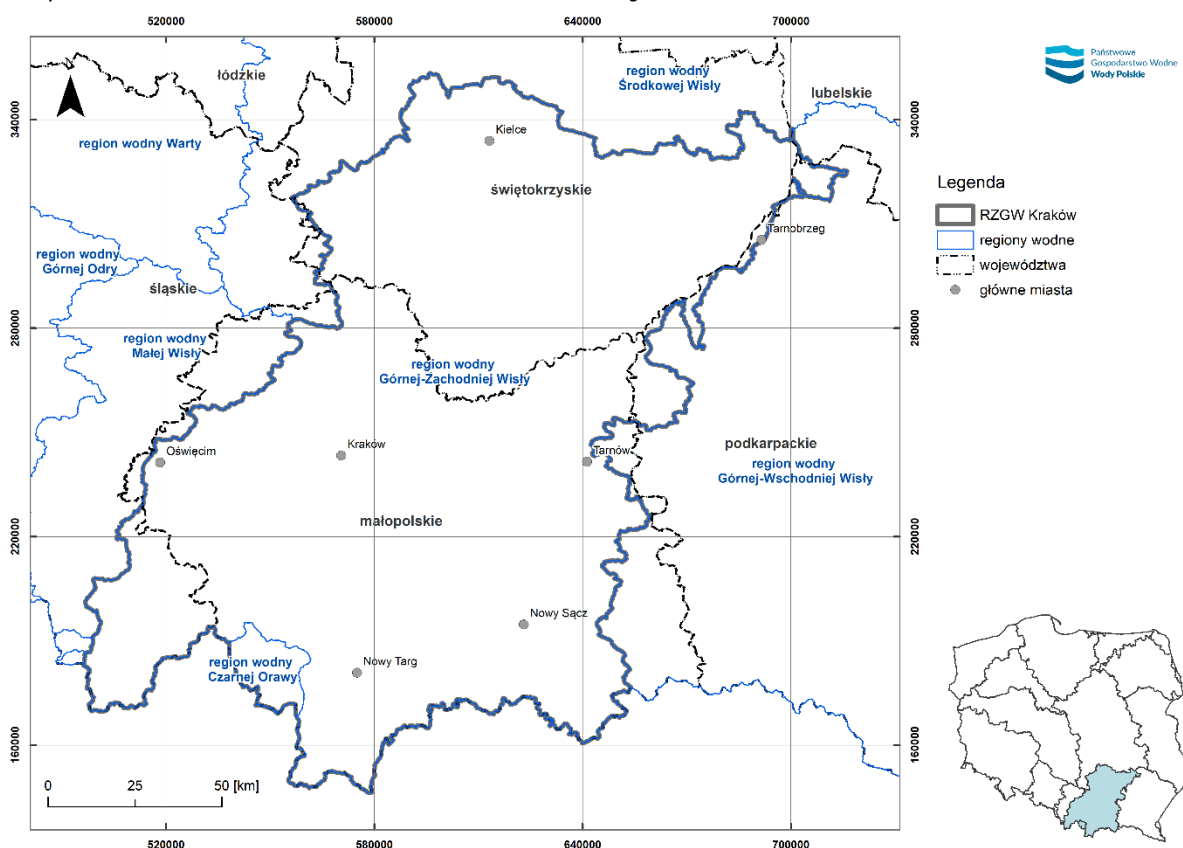 520000
580000
640000
700000
łódzkie
region wodny
Środkowej Wisły
lubelskie
Państwowe
Gospodarstwo Wodne
Wody Polskie
340000
340000
Kielce
region wodny Warty
świętokrzyskie
Legenda
RZGW Kraków
regiony wodne
województwa
główne miasta
Tarnobrzeg
region wodny
Górnej Odry
śląskie
280000
280000
region wodny
Małej Wisły
region wodny
Górnej-Zachodniej Wisły
Kraków
Oświęcim
Tarnów
podkarpackie
region wodny
Górnej-Wschodniej Wisły
małopolskie
220000
220000
Nowy Sącz
region wodny
Czarnej Orawy
Nowy Targ
160000
160000
0
25
50 [km]
520000
580000
640000
700000